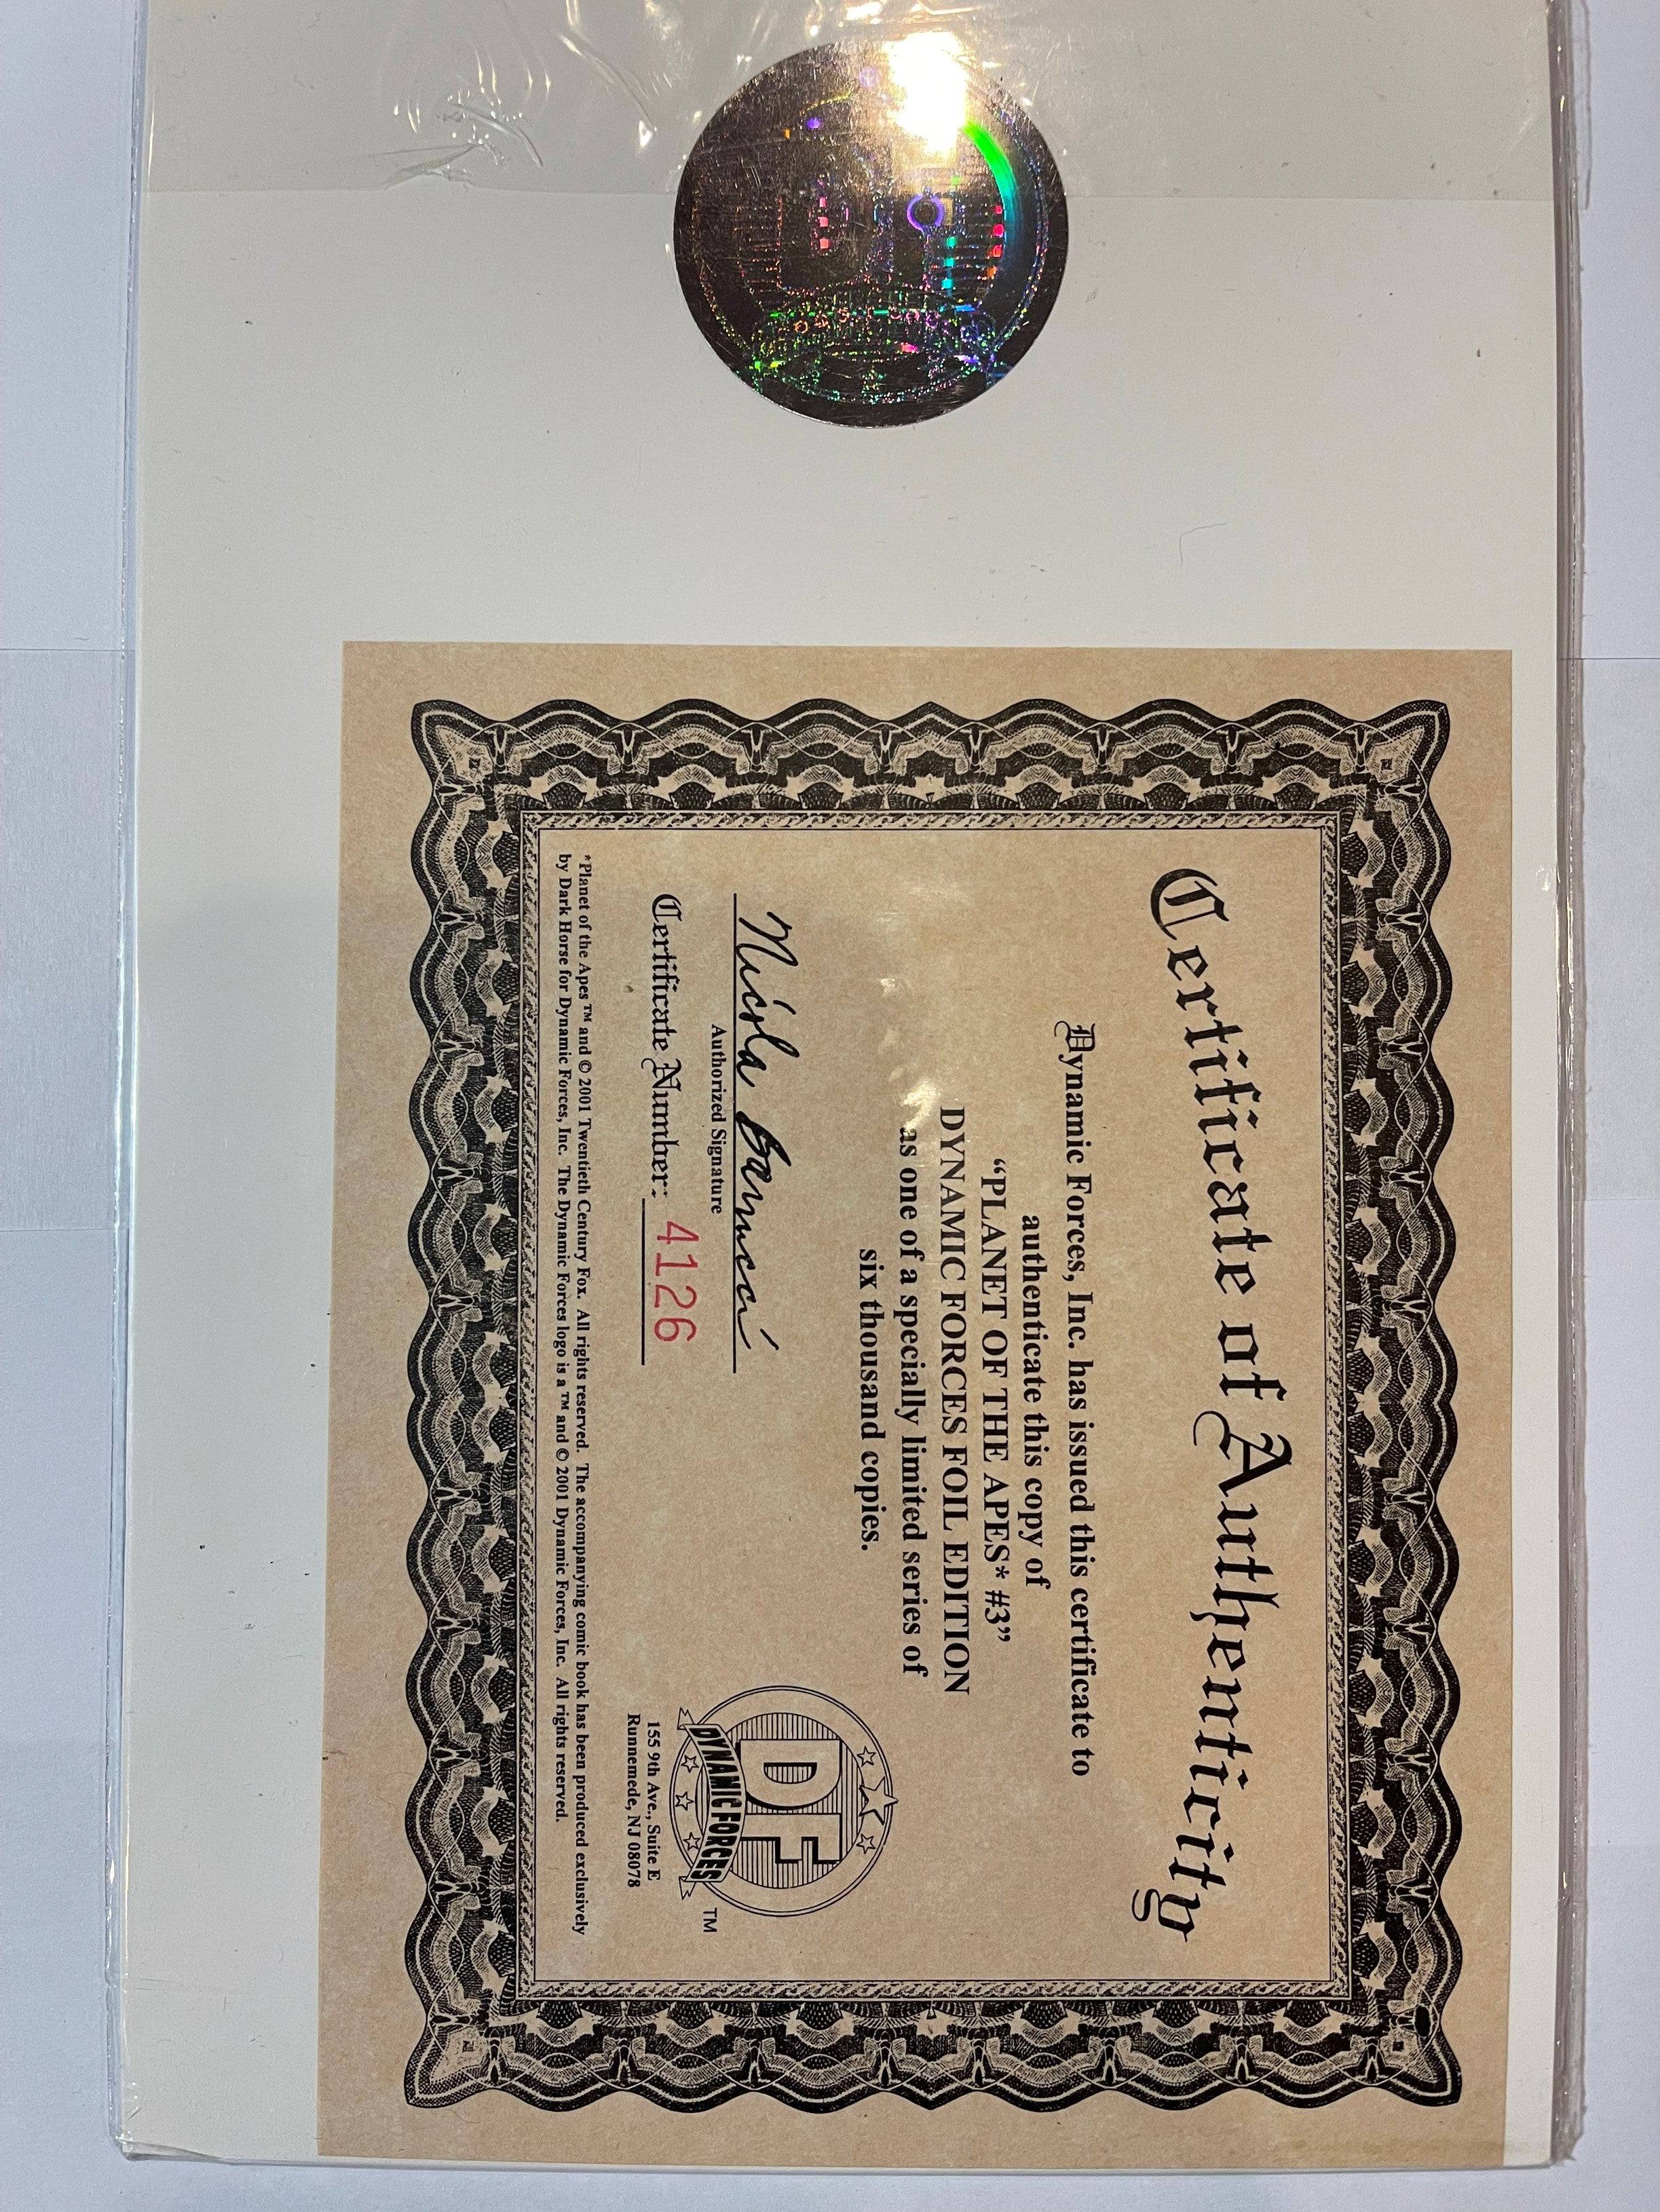 Certificate of Authenticity
Dynamic Forces, Inc. has issued this certificate to
authenticate this copy of
“PLANET OF THE APES* #3”
DYNAMIC FORCES FOIL EDITION
as one of a specially limited series of
six thousand copies.
Nicola Barrucci
Authorized Signature
Certificate Number: 4126
DF
DYNAMIC FORCES
TM
155 9th Ave., Suite E
Runnemede, NJ 08078
*Planet of the Apes ™ and © 2001 Twentieth Century Fox. All rights reserved. The accompanying comic book has been produced exclusively
by Dark Horse for Dynamic Forces, Inc. The Dynamic Forces logo is a ™ and © 2001 Dynamic Forces, Inc. All rights reserved.